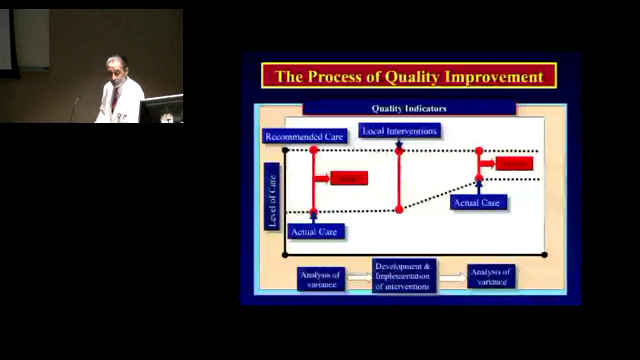 The Process of Quality Improvement
Quality Indicators
Recommended Care
Local Interventions
Level of Care
Actual Care
Actual Care
Analysis of
variance
Development &
Implementation
of interventions
Analysis of
variance